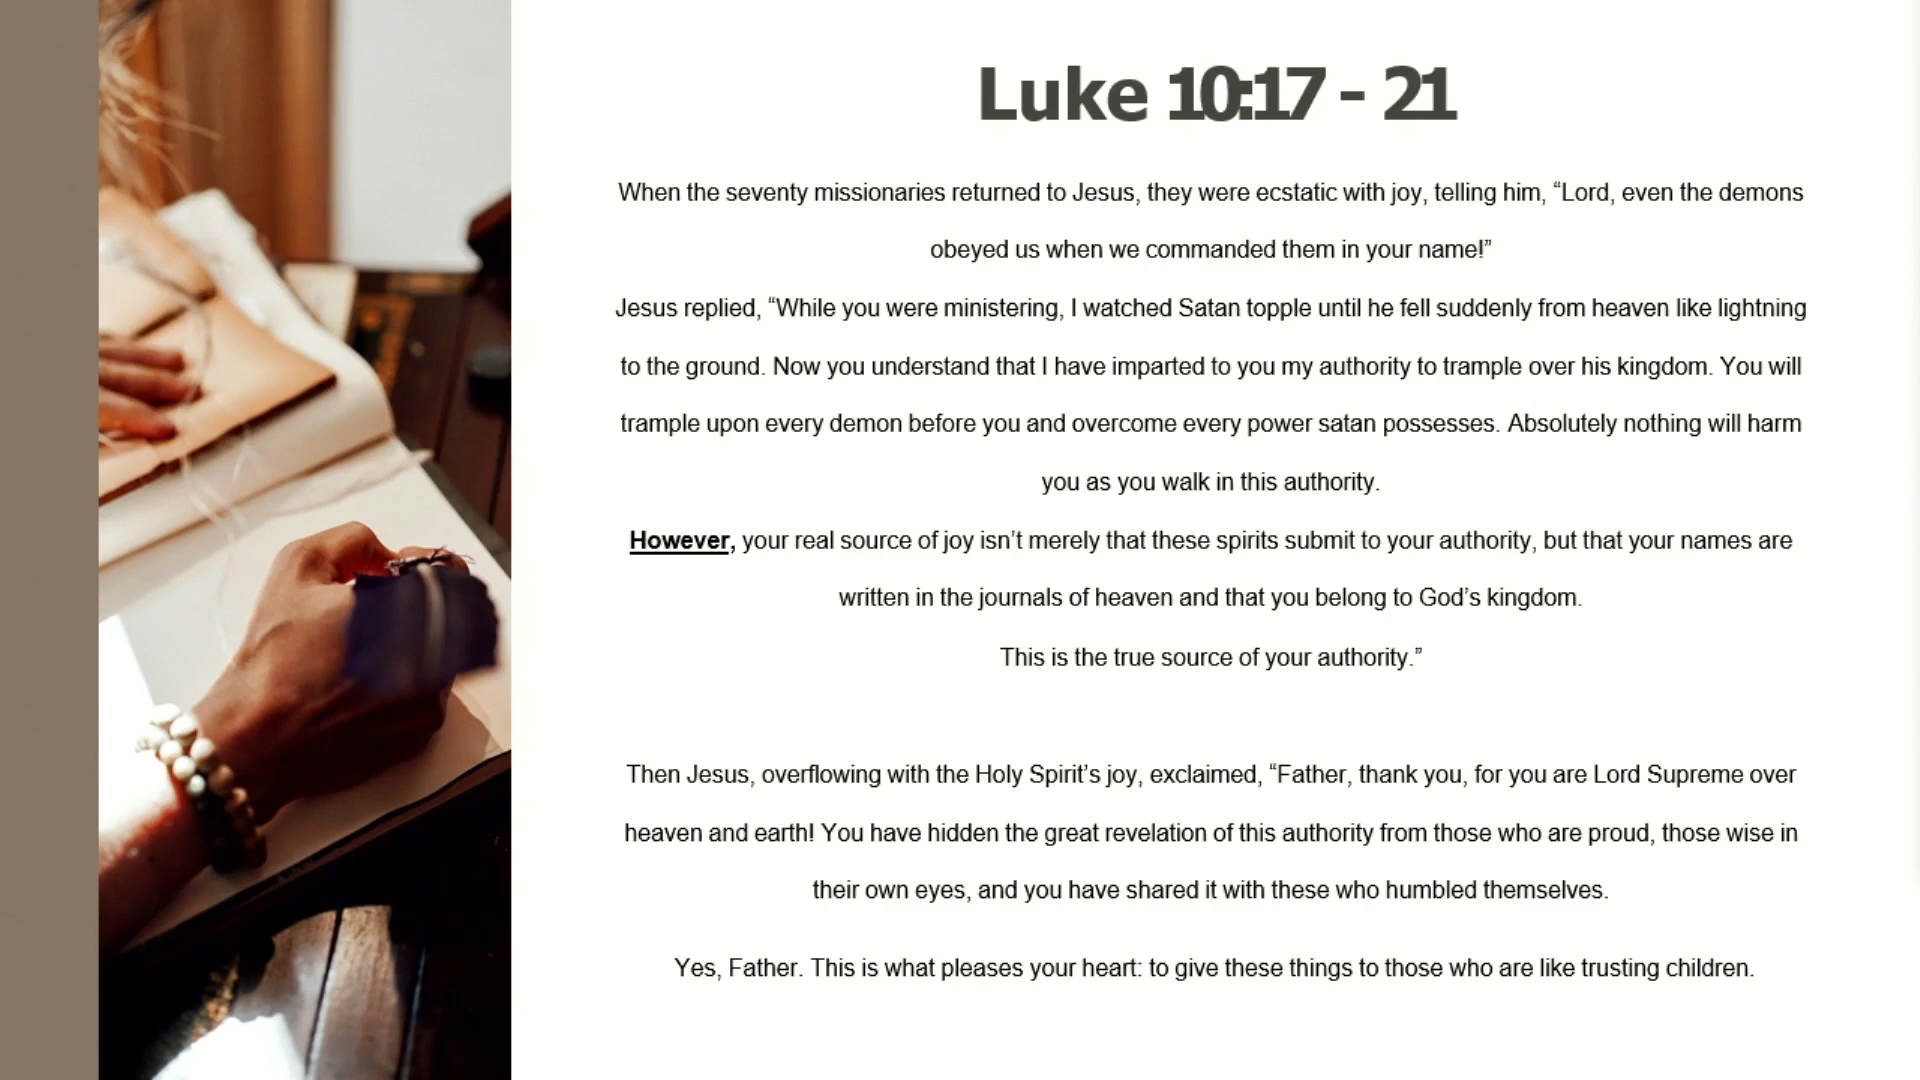 Luke 10:17 - 21
When the seventy missionaries returned to Jesus, they were ecstatic with joy, telling him, “Lord, even the demons
obeyed us when we commanded them in your name!”
Jesus replied, “While you were ministering, I watched Satan topple until he fell suddenly from heaven like lightning
to the ground. Now you understand that I have imparted to you my authority to trample over his kingdom. You will
trample upon every demon before you and overcome every power satan possesses. Absolutely nothing will harm
you as you walk in this authority.
However, your real source of joy isn’t merely that these spirits submit to your authority, but that your names are
written in the journals of heaven and that you belong to God’s kingdom.
This is the true source of your authority.”
Then Jesus, overflowing with the Holy Spirit’s joy, exclaimed, “Father, thank you, for you are Lord Supreme over
heaven and earth! You have hidden the great revelation of this authority from those who are proud, those wise in
their own eyes, and you have shared it with these who humbled themselves.
Yes, Father. This is what pleases your heart: to give these things to those who are like trusting children.